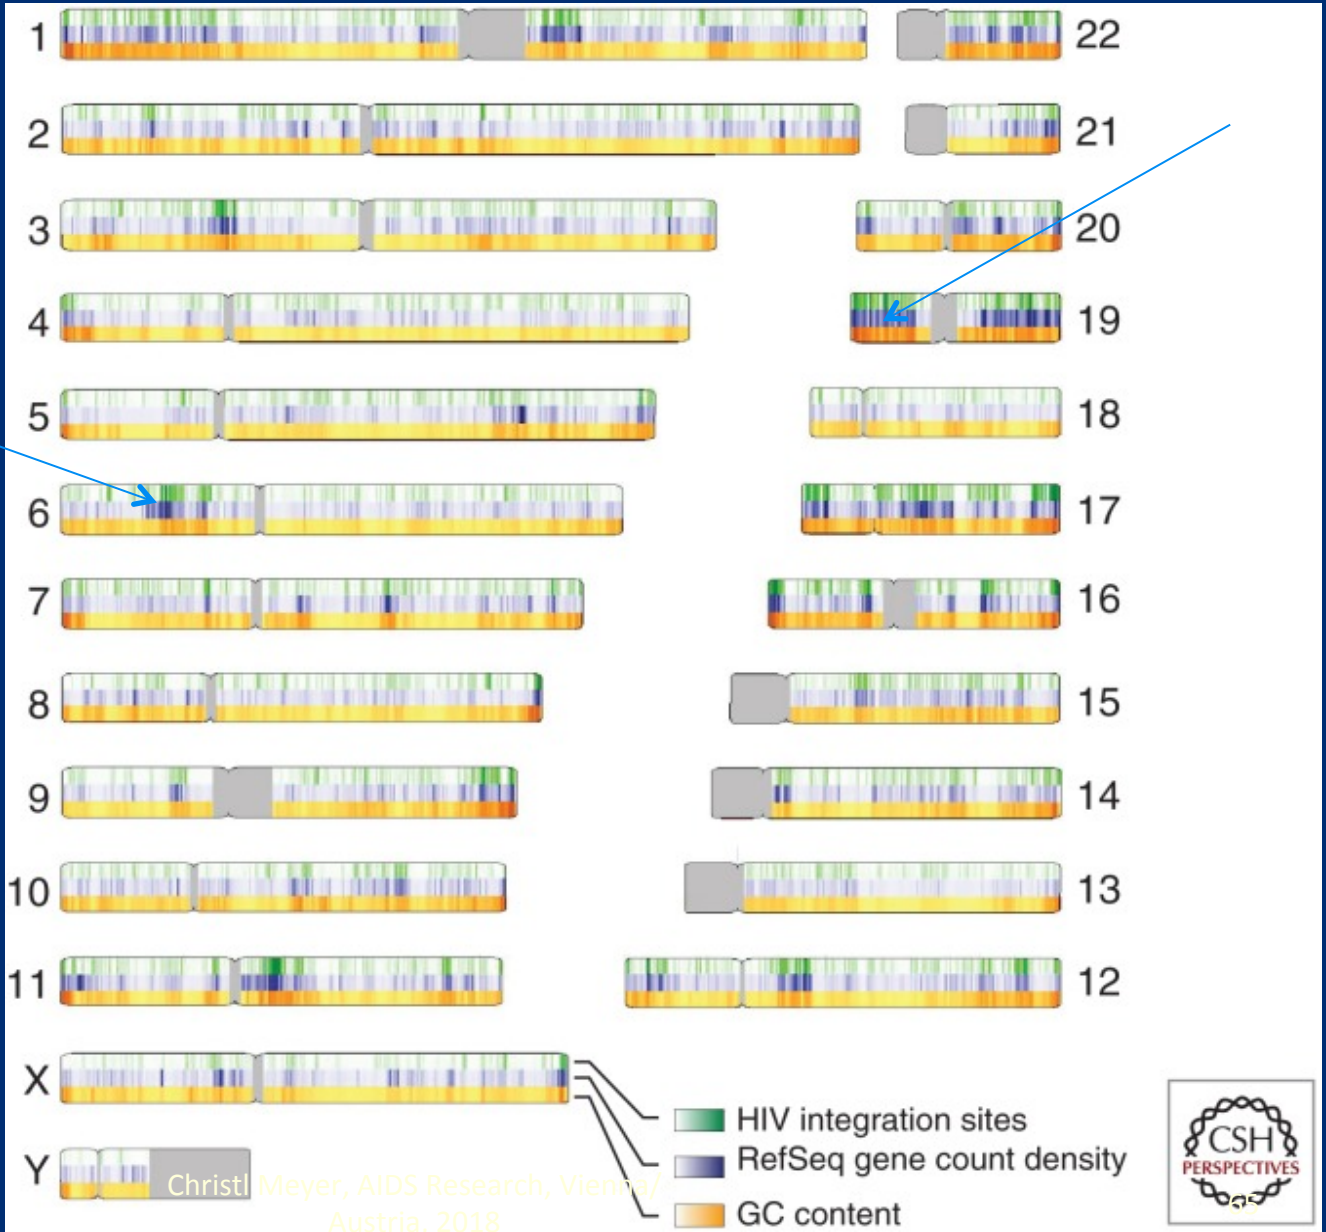 1
22
2
21
3
20
4
19
5
18
6
17
7
16
8
15
9
14
10
13
11
12
X
HIV integration sites
RefSeq gene count density
GC content
Y
Christl Meyer, AIDS Research, Vienna/
Austria, 2018
CSH
PERSPECTIVES
65